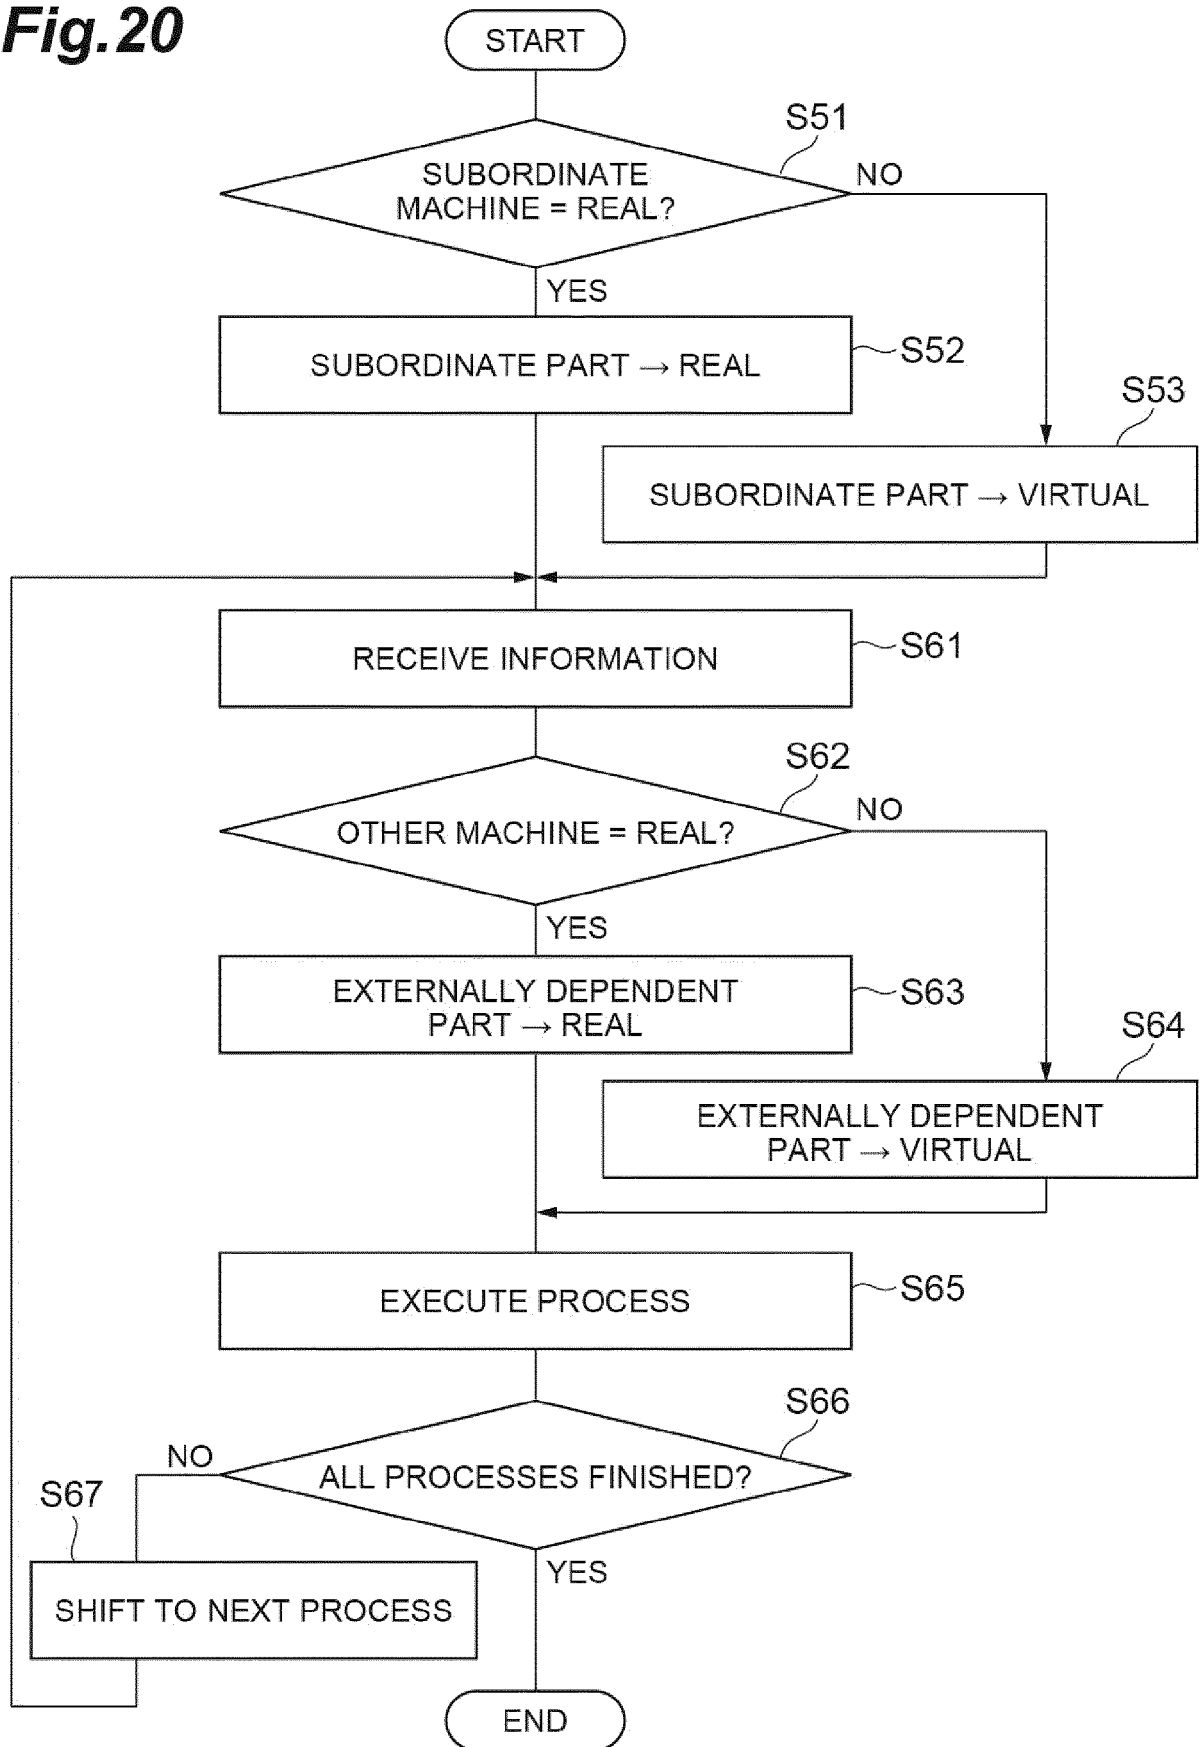 Fig.20
START
S51
SUBORDINATE
MACHINE = REAL?
NO
YES
SUBORDINATE PART → REAL
S52
S53
SUBORDINATE PART → VIRTUAL
RECEIVE INFORMATION
S61
S62
OTHER MACHINE = REAL?
NO
YES
EXTERNALLY DEPENDENT
PART → REAL
S63
S64
EXTERNALLY DEPENDENT
PART → VIRTUAL
EXECUTE PROCESS
S65
S66
ALL PROCESSES FINISHED?
NO
S67
YES
SHIFT TO NEXT PROCESS
END